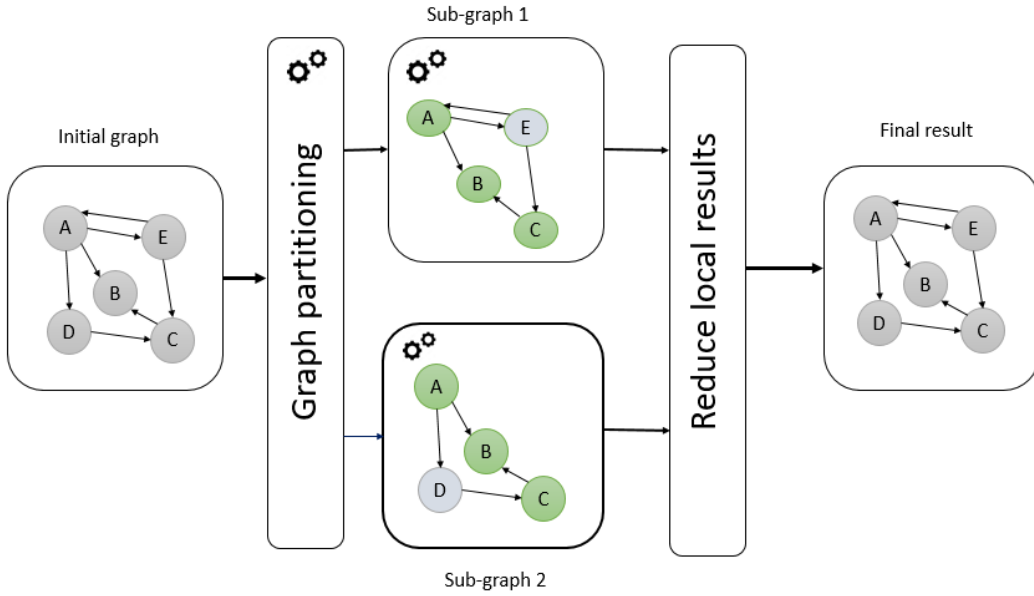 Initial graph
A
E
B
D
C
Graph partitioning
Sub-graph 1
A
E
B
C
A
B
D
C
Sub-graph 2
Reduce local results
Final result
A
E
B
D
C